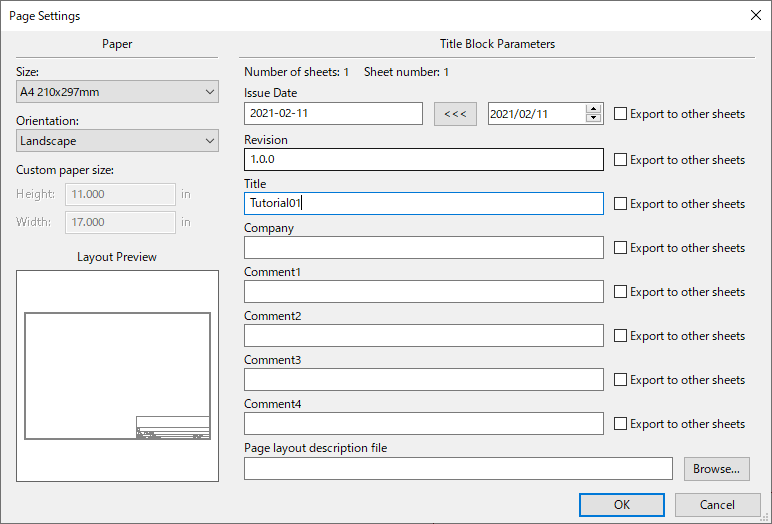 Page Settings
Paper
Size:
A4 210x297mm
Orientation:
Landscape
Custom paper size:
Height: 11.000 in
Width: 17.000 in
Layout Preview
Title Block Parameters
Number of sheets: 1 Sheet number: 1
Issue Date
2021-02-11 <<< 2021/02/11 Export to other sheets
Revision
1.0.0 Export to other sheets
Title
Tutorial01 Export to other sheets
Company
Export to other sheets
Comment1
Export to other sheets
Comment2
Export to other sheets
Comment3
Export to other sheets
Comment4
Export to other sheets
Page layout description file
Browse...
OK Cancel